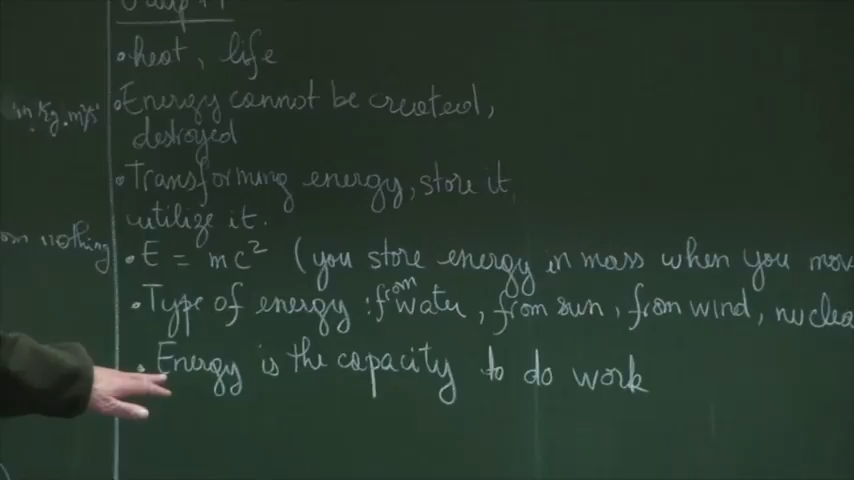 heat, life
in Kg.m²/s²
• Energy cannot be created,
destroyed
• Transforming energy, store it,
utilize it.
nothing
• E = mc² (you store energy in mass when you mov
• Type of energy : from water, from sun, from wind, nuclea
• Energy is the capacity to do work